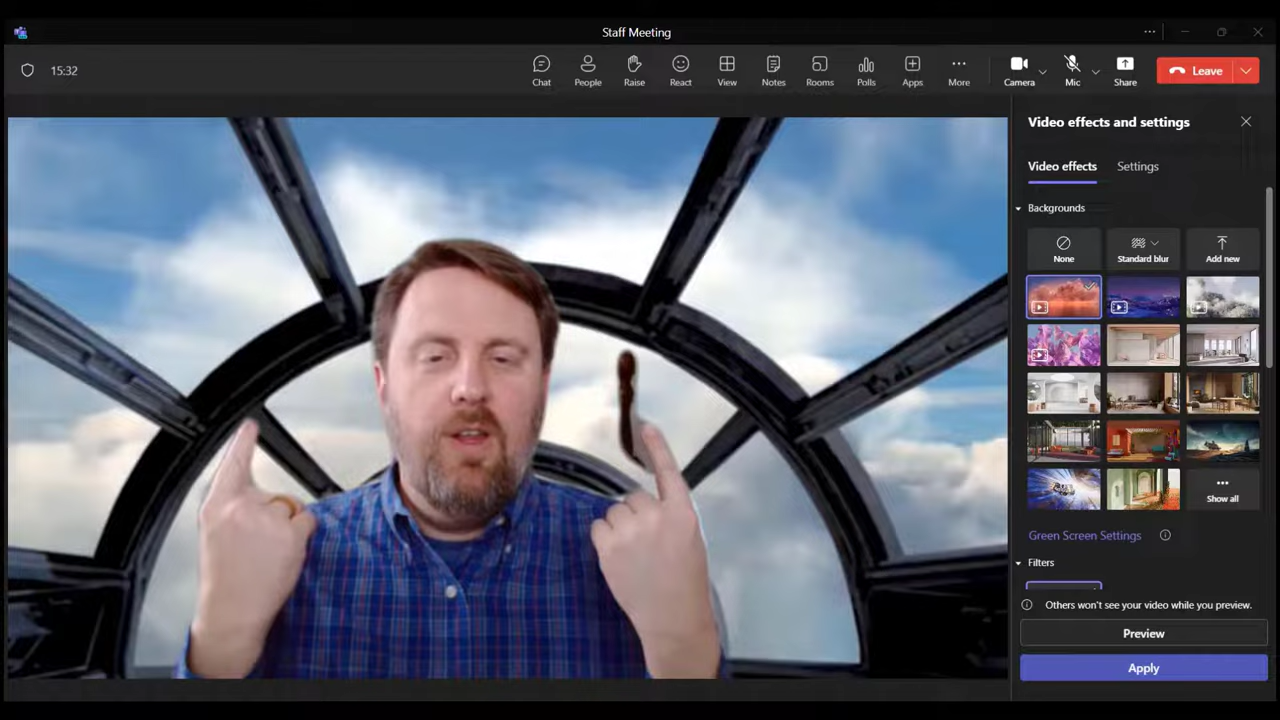 Staff Meeting
15:32
Chat
People
Raise
React
View
Notes
Rooms
Polls
Apps
More
Camera
Mic
Share
Leave
Video effects and settings
Video effects
Settings
Backgrounds
None
Standard blur
Add new
Show all
Green Screen Settings
Filters
Others won't see your video while you preview.
Preview
Apply